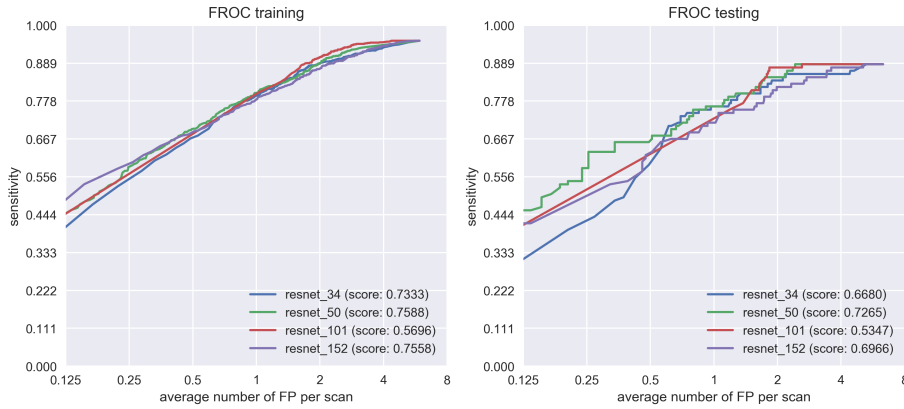 FROC training
FROC testing
1.000
0.889
0.778
0.667
0.556
0.444
0.333
0.222
0.111
0.000
sensitivity
resnet_34 (score: 0.7333)
resnet_50 (score: 0.7588)
resnet_101 (score: 0.5696)
resnet_152 (score: 0.7558)
0.125 0.25 0.5 1 2 4 8
average number of FP per scan
1.000
0.889
0.778
0.667
0.556
0.444
0.333
0.222
0.111
0.000
sensitivity
resnet_34 (score: 0.6680)
resnet_50 (score: 0.7265)
resnet_101 (score: 0.5347)
resnet_152 (score: 0.6966)
0.125 0.25 0.5 1 2 4 8
average number of FP per scan